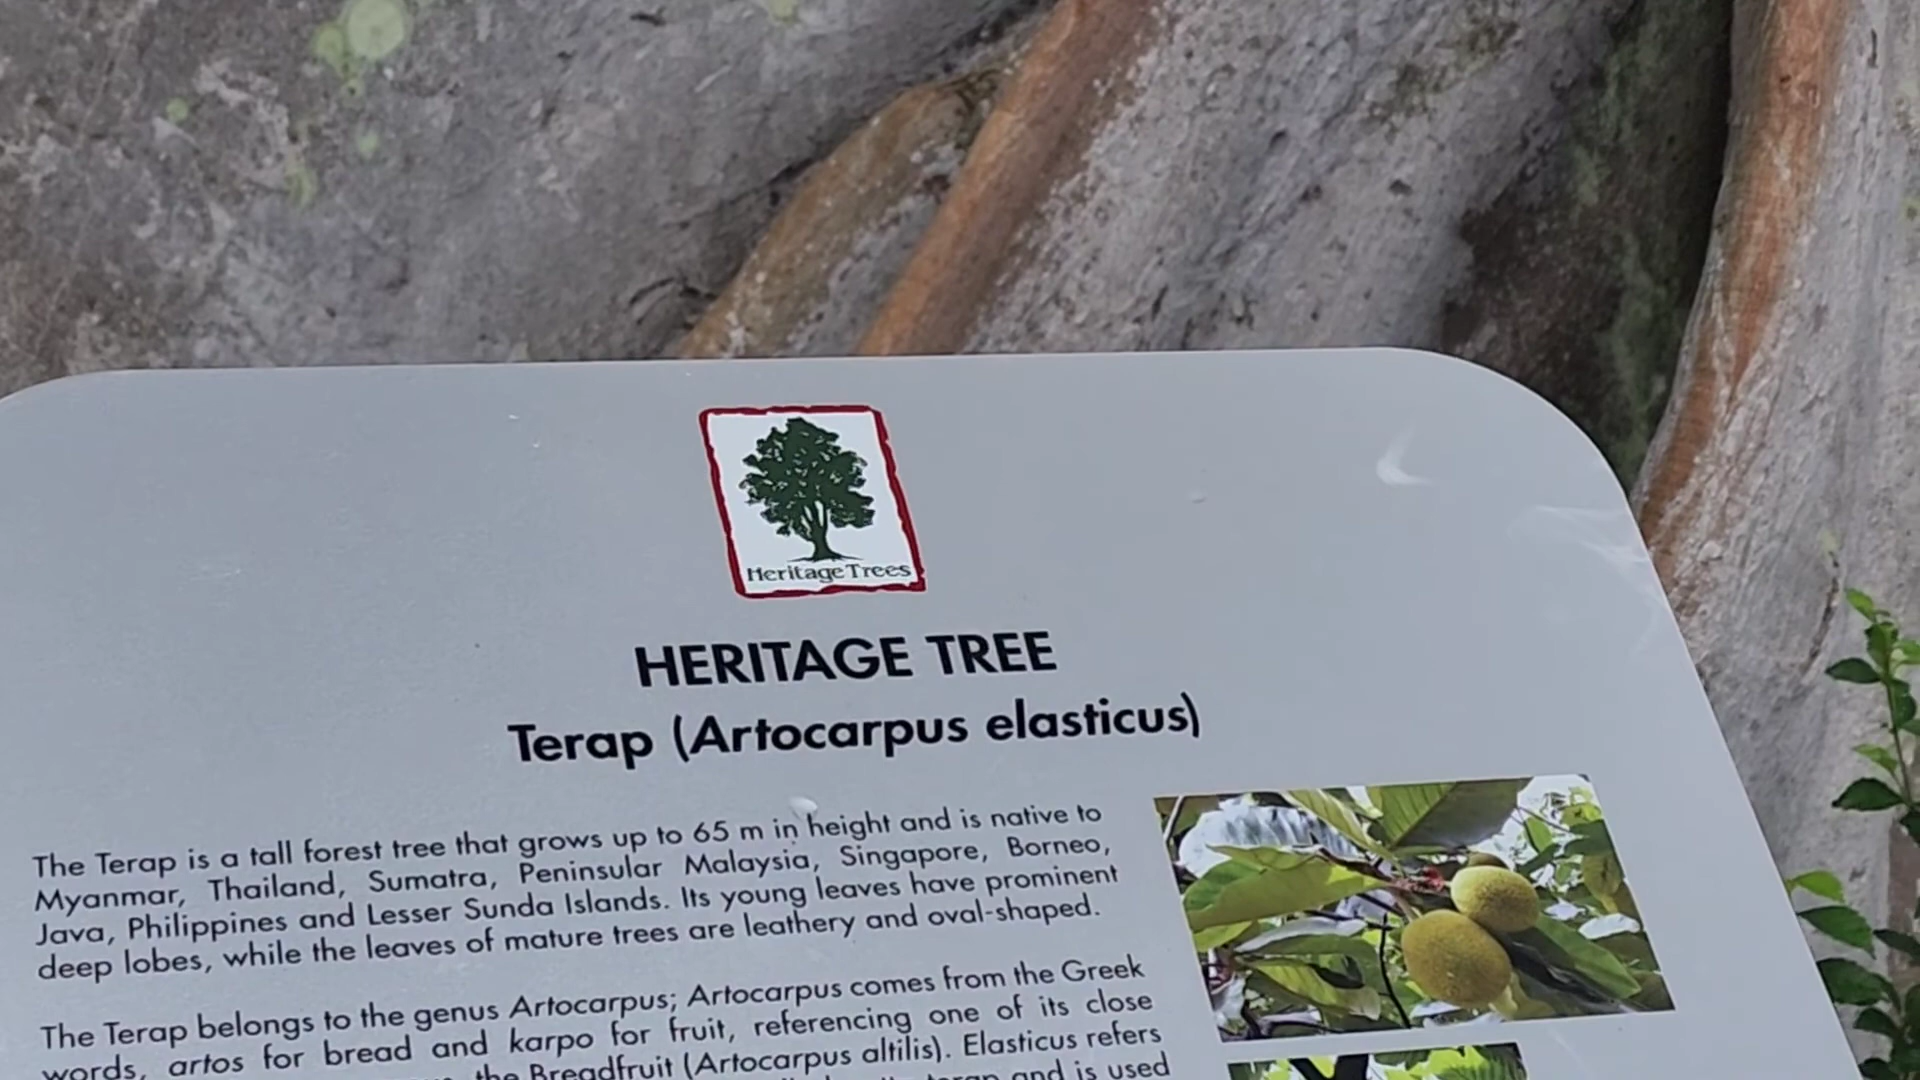 Heritage Trees
HERITAGE TREE
Terap (Artocarpus elasticus)
The Terap is a tall forest tree that grows up to 65 m in height and is native to
Myanmar, Thailand, Sumatra, Peninsular Malaysia, Singapore, Borneo,
Java, Philippines and Lesser Sunda Islands. Its young leaves have prominent
deep lobes, while the leaves of mature trees are leathery and oval-shaped.
The Terap belongs to the genus Artocarpus; Artocarpus comes from the Greek
words, artos for bread and karpo for fruit, referencing one of its close
the Breadfruit (Artocarpus altilis). Elasticus refers
terap and is used